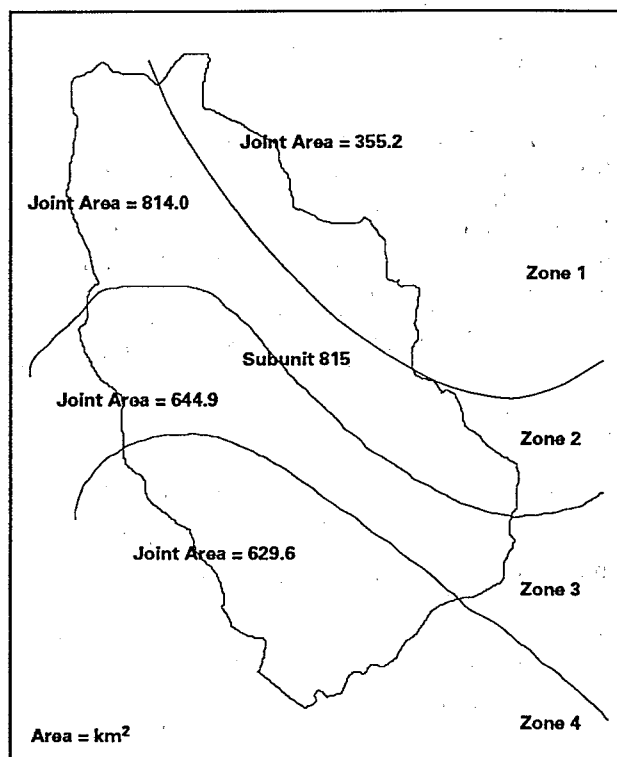 Joint Area = 355.2
Joint Area = 814.0
Zone 1
Subunit 815
Joint Area = 644.9
Zone 2
Joint Area = 629.6
Zone 3
Zone 4
Area = km²